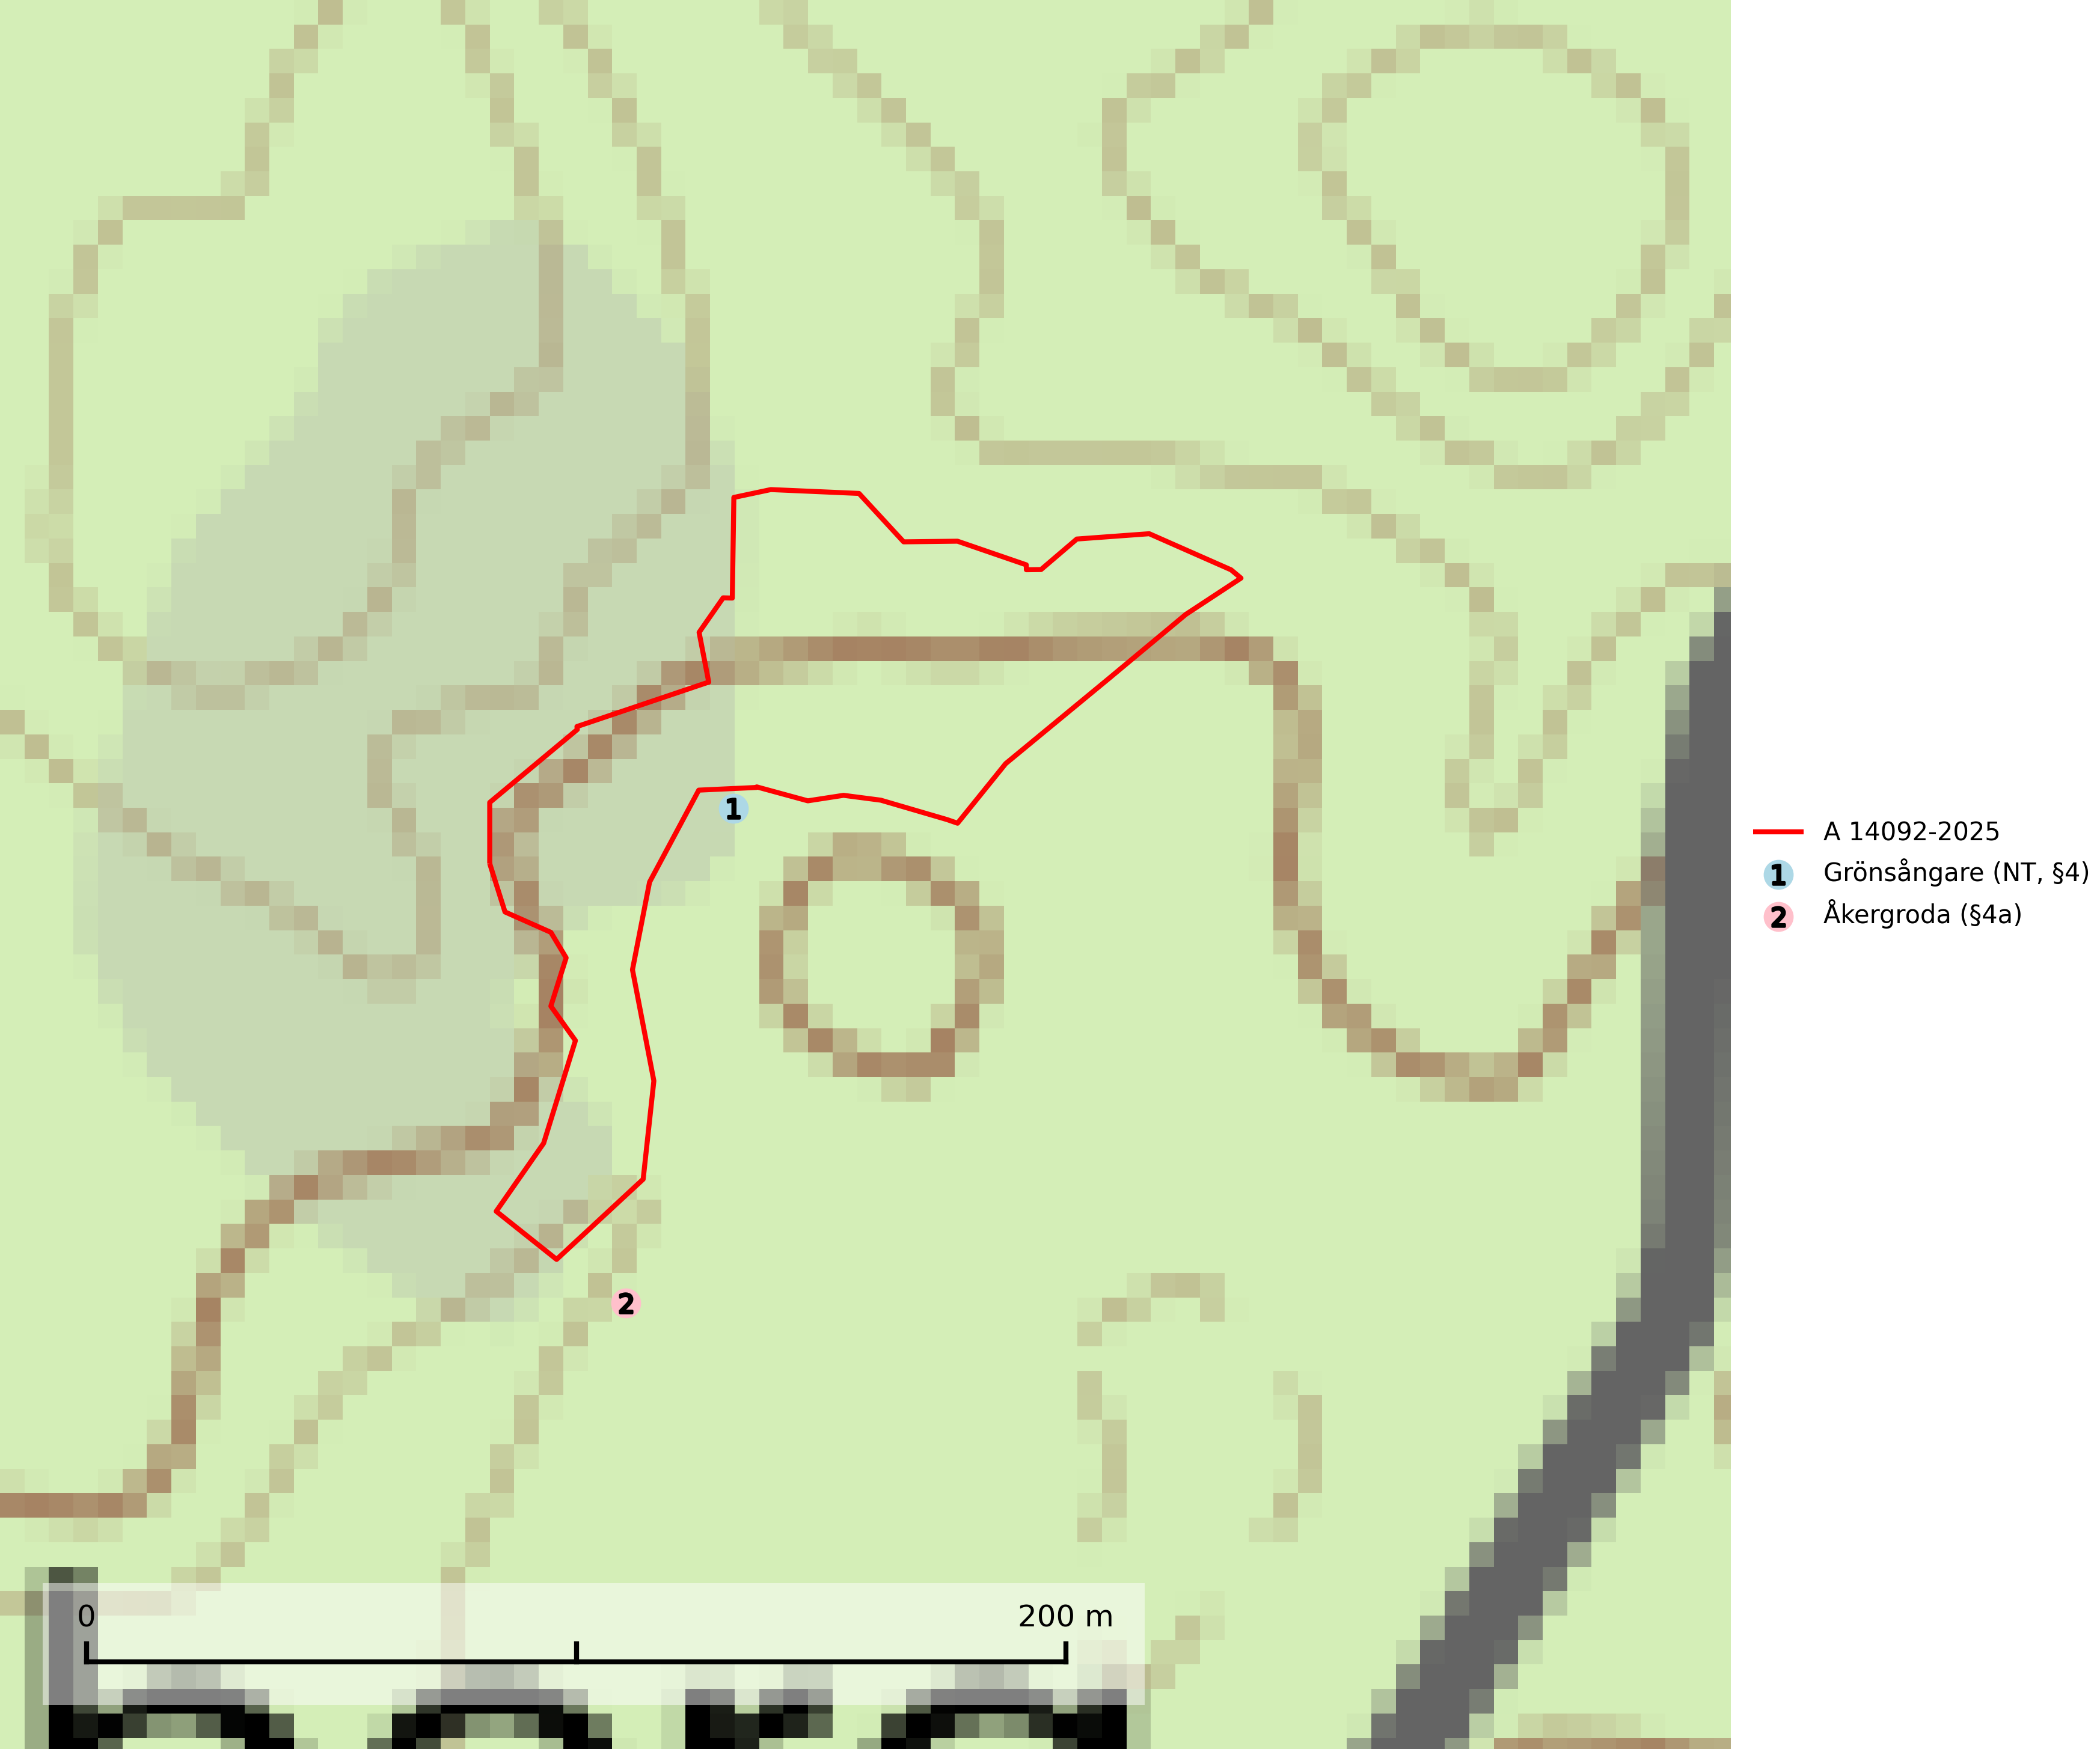 1
2
A 14092-2025
1 Grönsångare (NT, §4)
2 Åkergroda (§4a)
0 200 m